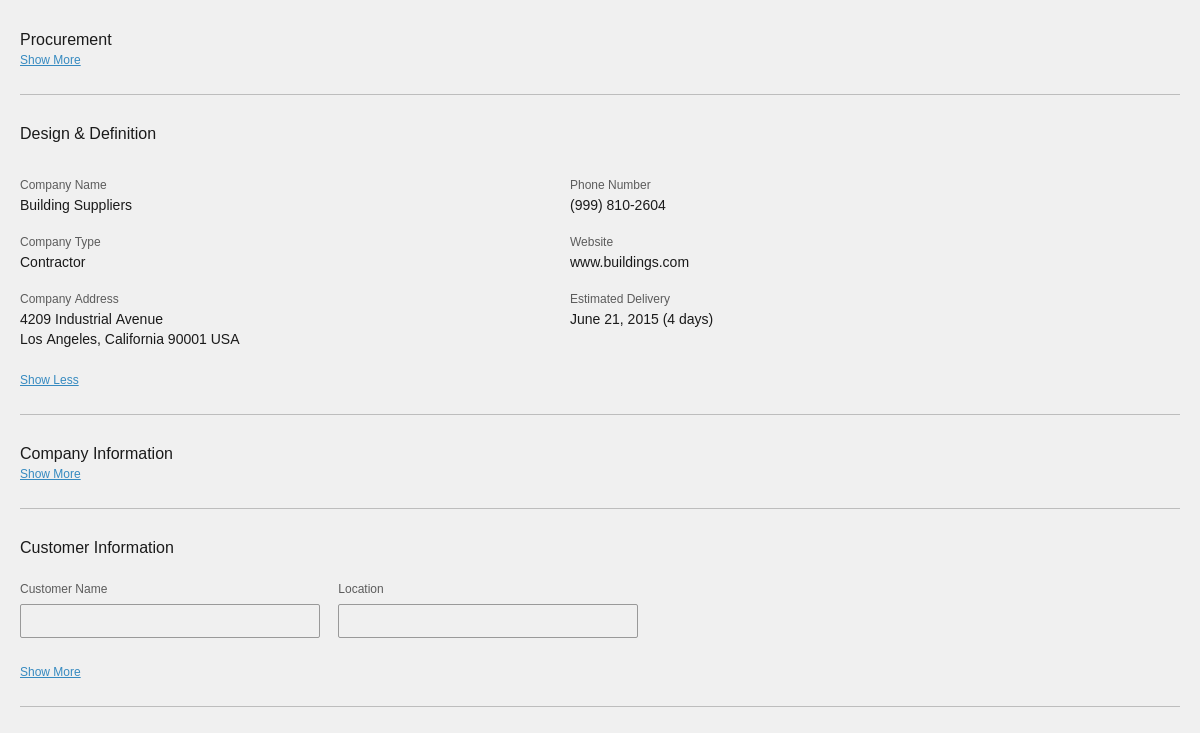 Procurement
Show More
Design & Definition
Company Name
Building Suppliers
Phone Number
(999) 810-2604
Company Type
Contractor
Website
www.buildings.com
Company Address
4209 Industrial Avenue
Los Angeles, California 90001 USA
Estimated Delivery
June 21, 2015 (4 days)
Show Less
Company Information
Show More
Customer Information
Customer Name
Location
Show More